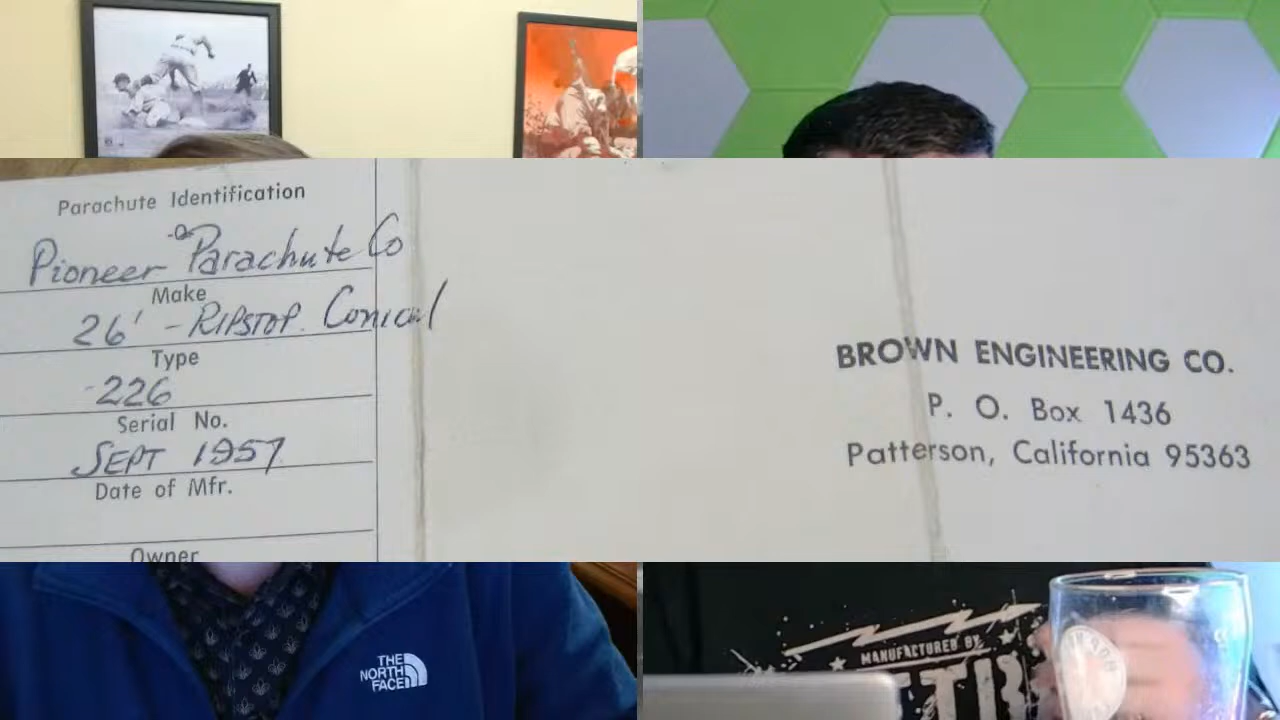 Parachute Identification
Pioneer Parachute Co
Make
26' - RIPSTOP. Conical
Type
226
Serial No.
SEPT 1957
Date of Mfr.
Owner
BROWN ENGINEERING CO.
P. O. Box 1436
Patterson, California 95363
THE
NORTH
FACE
MANUFACTURED BY